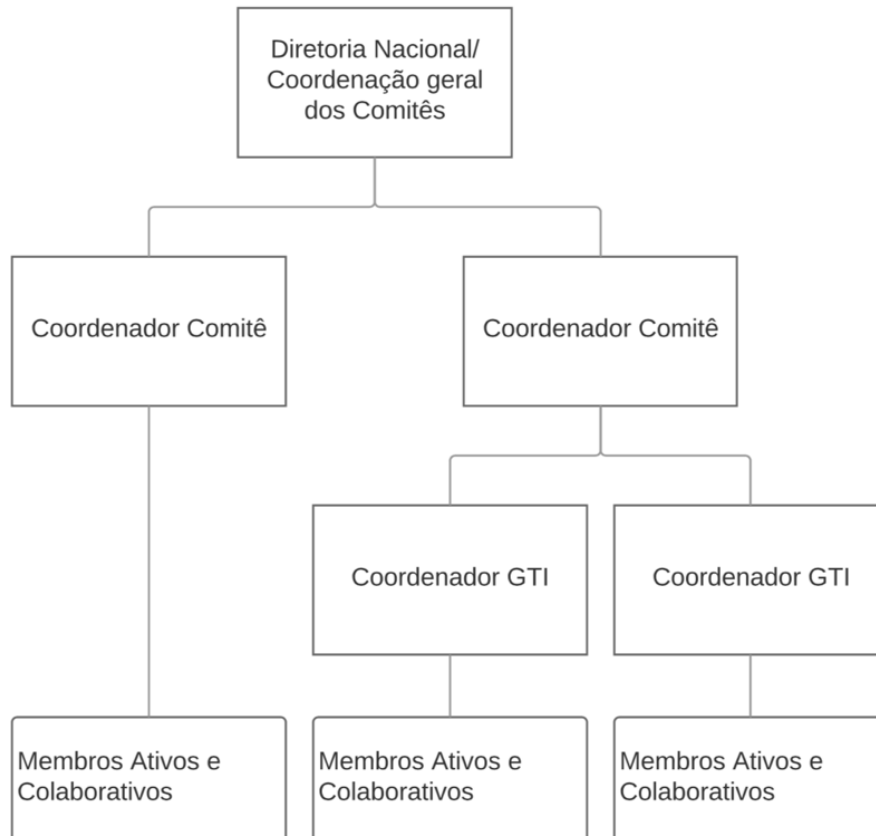 Diretoria Nacional/
Coordenação geral
dos Comitês
Coordenador Comitê
Coordenador Comitê
Coordenador GTI
Coordenador GTI
Membros Ativos e
Colaborativos
Membros Ativos e
Colaborativos
Membros Ativos e
Colaborativos